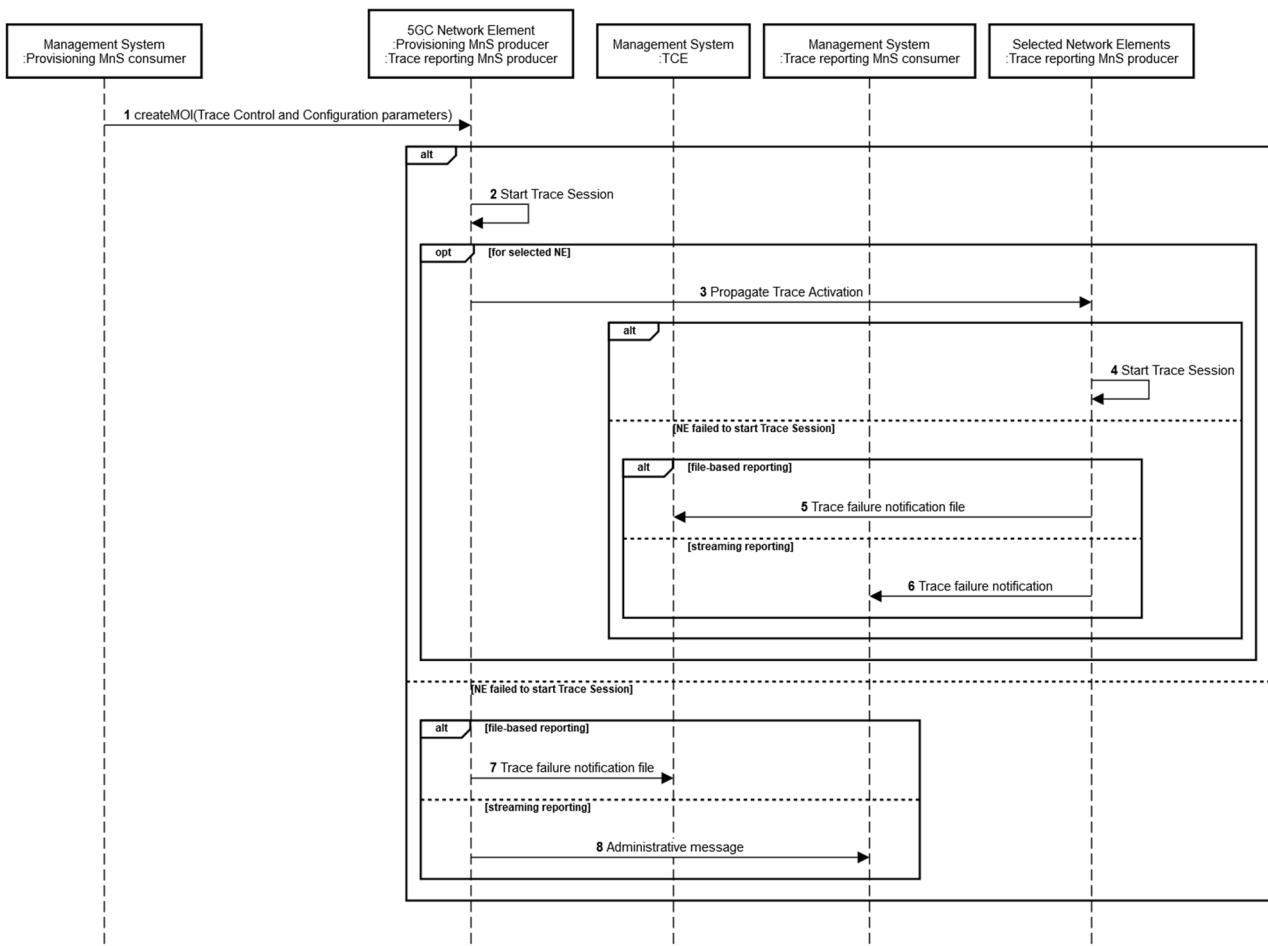 Management System
:Provisioning MnS consumer
5GC Network Element
:Provisioning MnS producer
:Trace reporting MnS producer
Management System
:TCE
Management System
:Trace reporting MnS consumer
Selected Network Elements
:Trace reporting MnS producer
1 createMOI(Trace Control and Configuration parameters)
alt
2 Start Trace Session
opt [for selected NE]
3 Propagate Trace Activation
alt
4 Start Trace Session
[NE failed to start Trace Session]
alt [file-based reporting]
5 Trace failure notification file
[streaming reporting]
6 Trace failure notification
[NE failed to start Trace Session]
alt [file-based reporting]
7 Trace failure notification file
[streaming reporting]
8 Administrative message